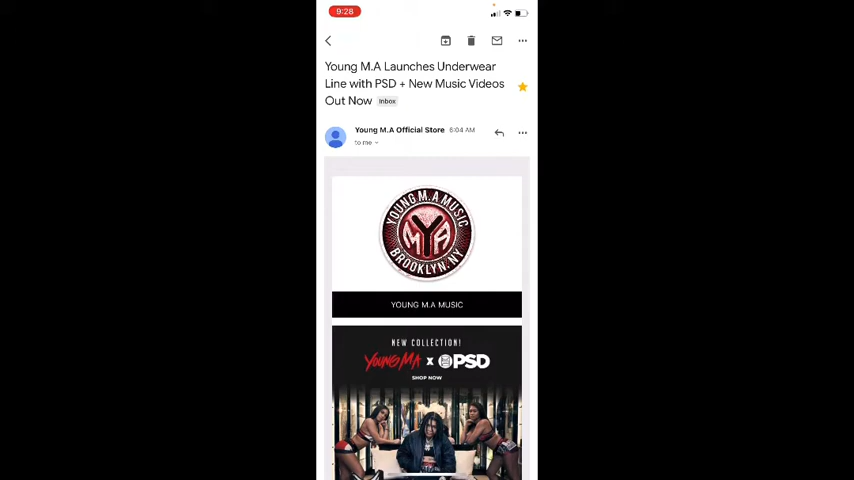 9:28
Young M.A Launches Underwear
Line with PSD + New Music Videos
Out Now Inbox
Young M.A Official Store 6:04 AM
to me
YOUNG M.A MUSIC
MYA
BROOKLYN, NY
YOUNG M.A MUSIC
NEW COLLECTION!
YOUNG MA X PSD
SHOP NOW